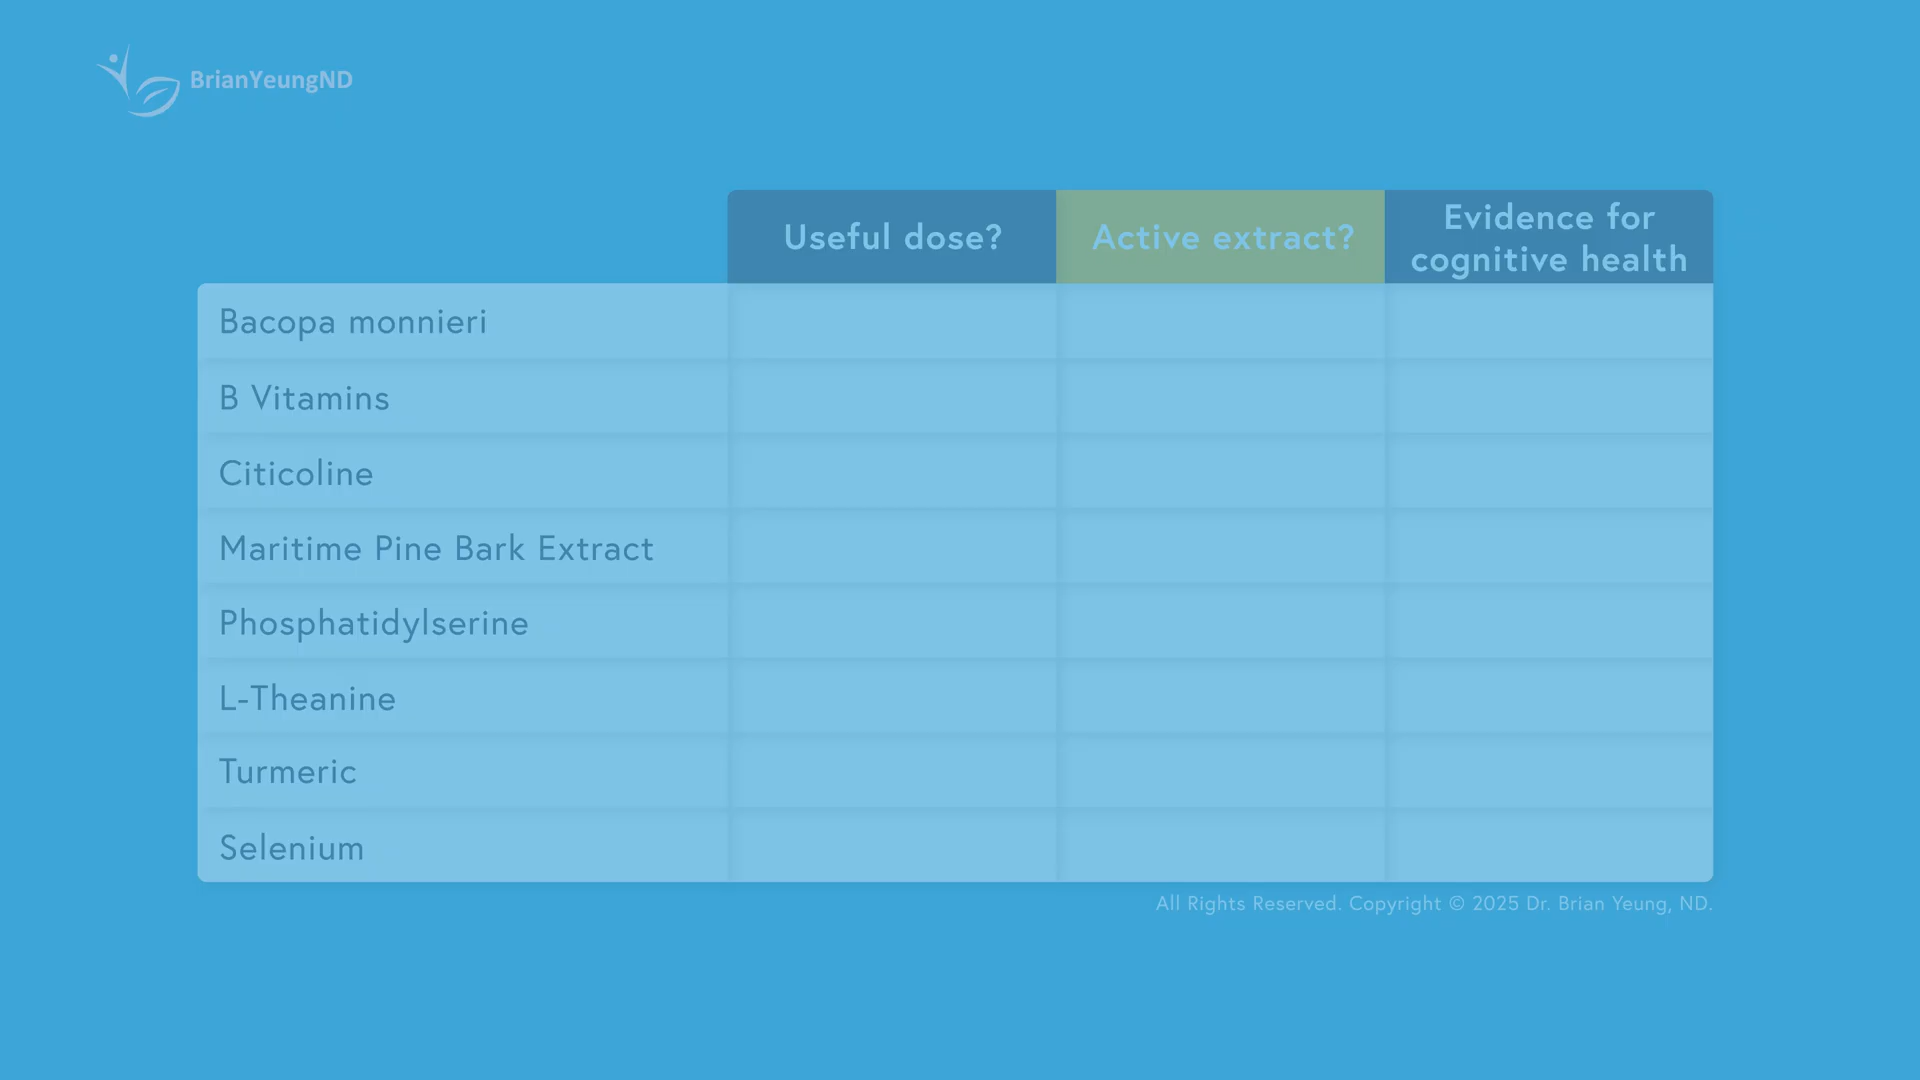 BrianYeungND
Useful dose?
Active extract?
Evidence for
cognitive health
Bacopa monnieri
B Vitamins
Citicoline
Maritime Pine Bark Extract
Phosphatidylserine
L-Theanine
Turmeric
Selenium
All Rights Reserved. Copyright © 2025 Dr. Brian Yeung, ND.